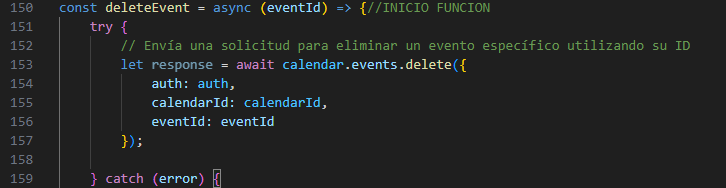 150 const deleteEvent = async (eventId) => {//INICIO FUNCION
151 try {
152 // Envía una solicitud para eliminar un evento específico utilizando su ID
153 let response = await calendar.events.delete({
154 auth: auth,
155 calendarId: calendarId,
156 eventId: eventId
157 });
158
159 } catch (error) {